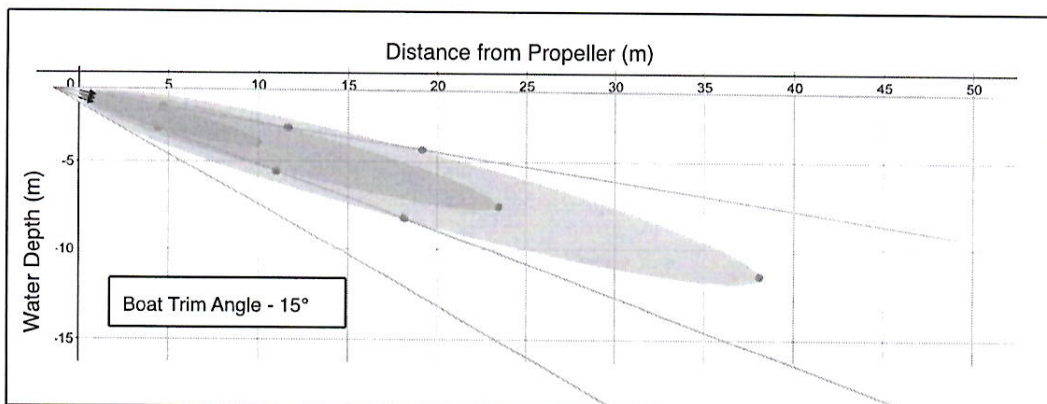 Distance from Propeller (m)
0 5 10 15 20 25 30 35 40 45 50
Water Depth (m)
-5
-10
-15
Boat Trim Angle - 15°